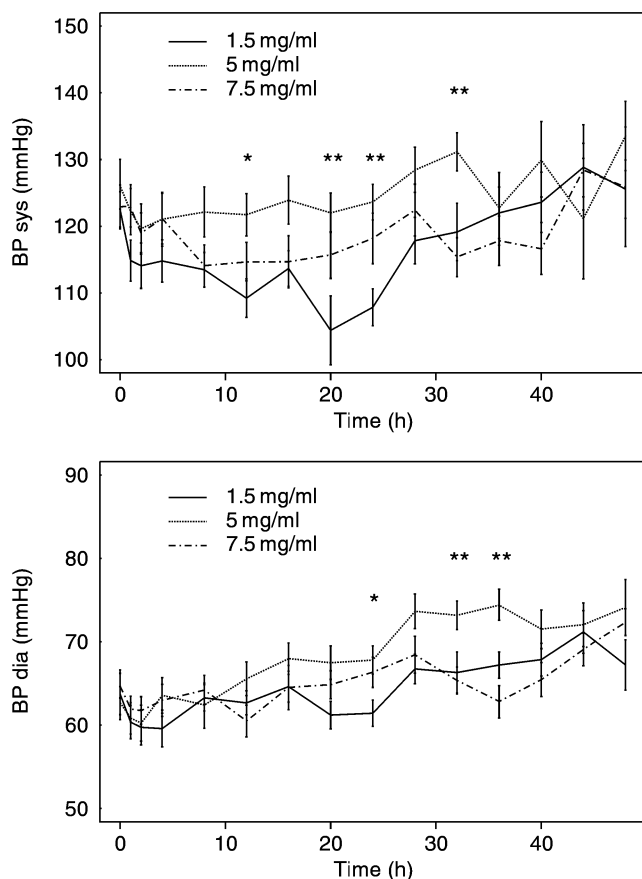 150
140
130
120
110
100
BP sys (mmHg)
1.5 mg/ml
5 mg/ml
7.5 mg/ml
**
* ** **
0 10 20 30 40
Time (h)
90
80
70
60
50
BP dia (mmHg)
1.5 mg/ml
5 mg/ml
7.5 mg/ml
** **
*
0 10 20 30 40
Time (h)